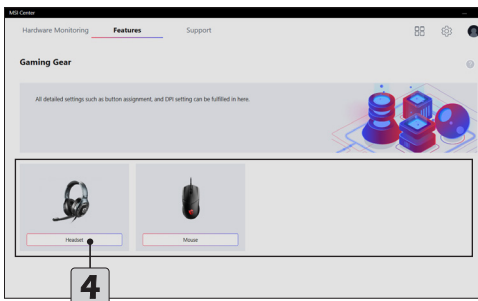 MSI Center
Hardware Monitoring Features Support
Gaming Gear
All detailed settings such as button assignment, and DPI setting can be fulfilled in here.
Headset Mouse
4